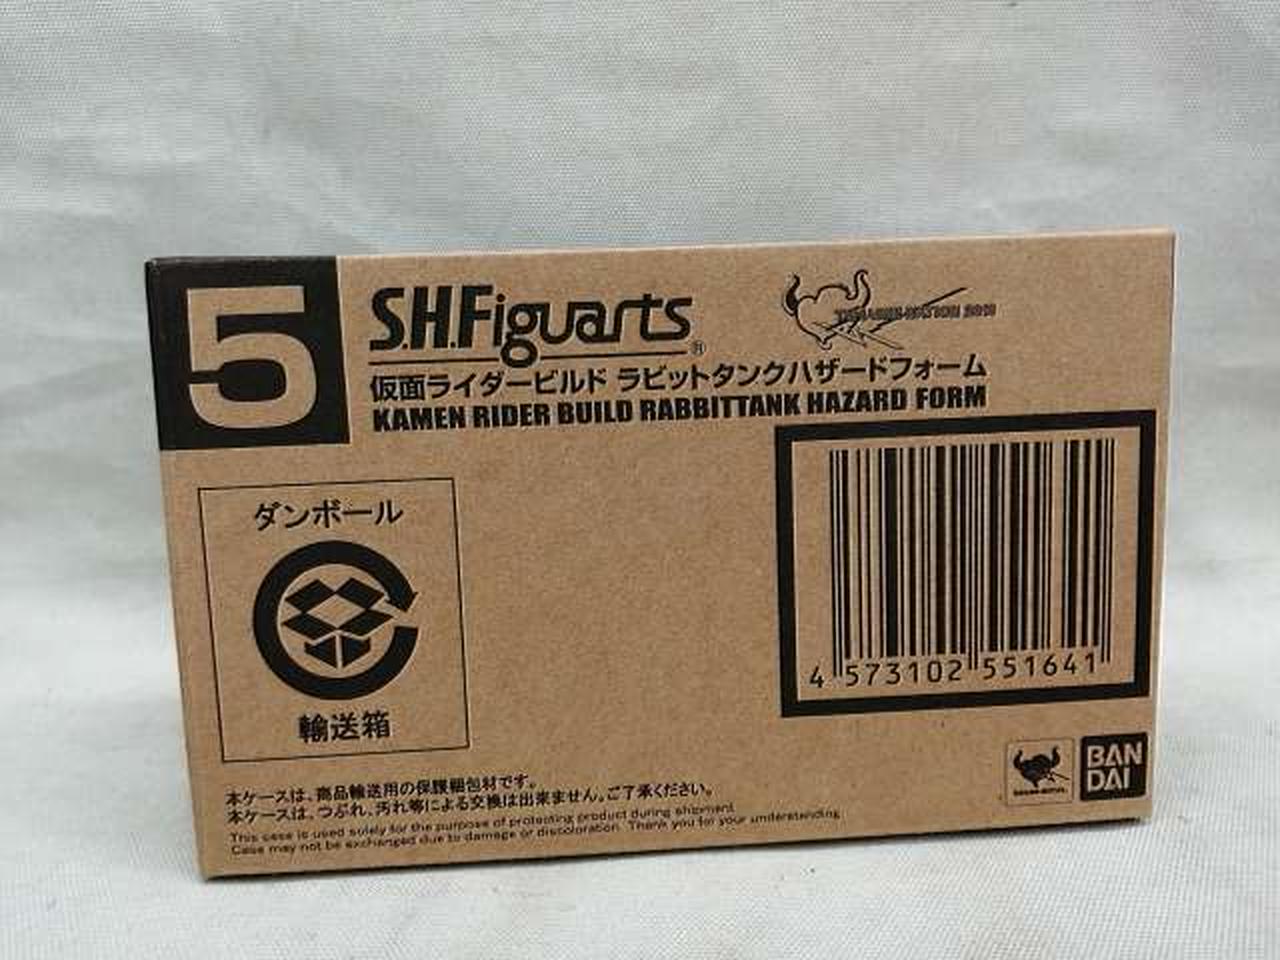 5
S.H.Figuarts
®
TAMASHII NATION 2018
仮面ライダービルド ラビットタンクハザードフォーム
KAMEN RIDER BUILD RABBITTANK HAZARD FORM
ダンボール
輸送箱
4 573102 551641
BAN
DAI
本ケースは、商品輸送用の保護梱包材です。
本ケースは、つぶれ、汚れ等による交換は出来ません。ご了承ください。
This case is used solely for the purpose of protecting product during shipment.
Case may not be exchanged due to damage or discoloration. Thank you for your understanding.